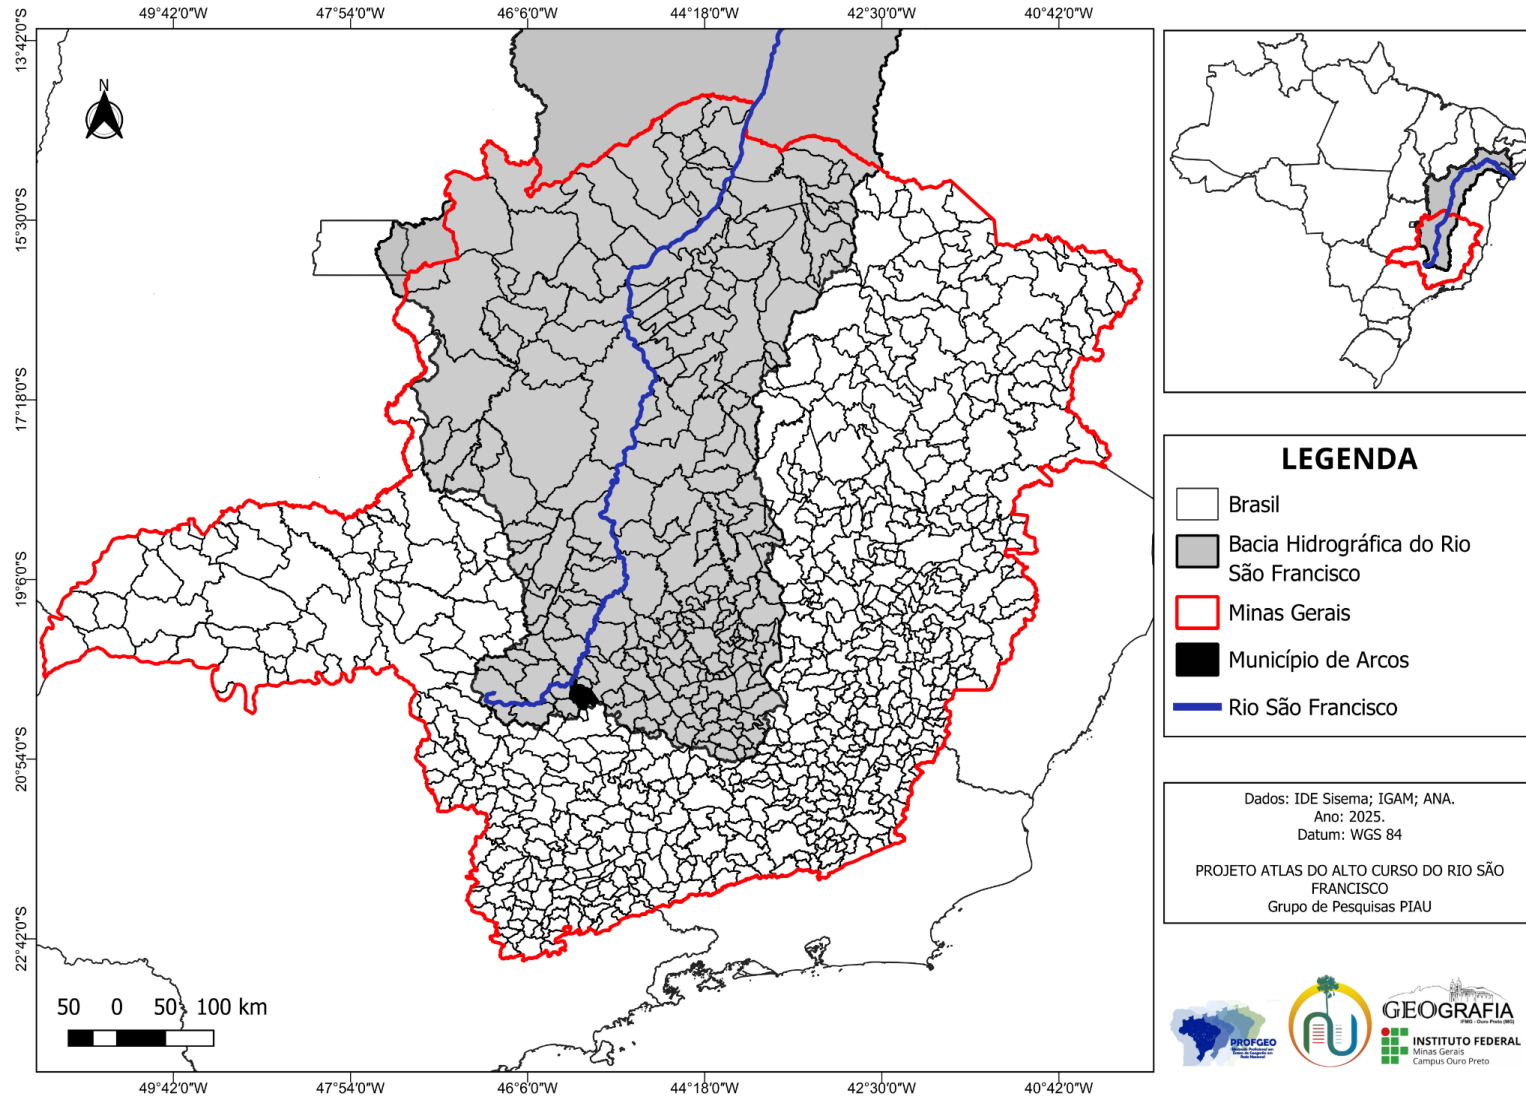 49°42′0″W 47°54′0″W 46°6′0″W 44°18′0″W 42°30′0″W 40°42′0″W
13°42′0″S
15°30′0″S
17°18′0″S
19°6′0″S
20°54′0″S
22°42′0″S
N
50 0 50 100 km
49°42′0″W 47°54′0″W 46°6′0″W 44°18′0″W 42°30′0″W 40°42′0″W
LEGENDA
Brasil
Bacia Hidrográfica do Rio
São Francisco
Minas Gerais
Município de Arcos
Rio São Francisco
Dados: IDE Sisema; IGAM; ANA.
Ano: 2025.
Datum: WGS 84
PROJETO ATLAS DO ALTO CURSO DO RIO SÃO
FRANCISCO
Grupo de Pesquisas PIAU
PROFGEO
GEOGRAFIA
IFMG - Ouro Preto (MG)
INSTITUTO FEDERAL
Minas Gerais
Campus Ouro Preto